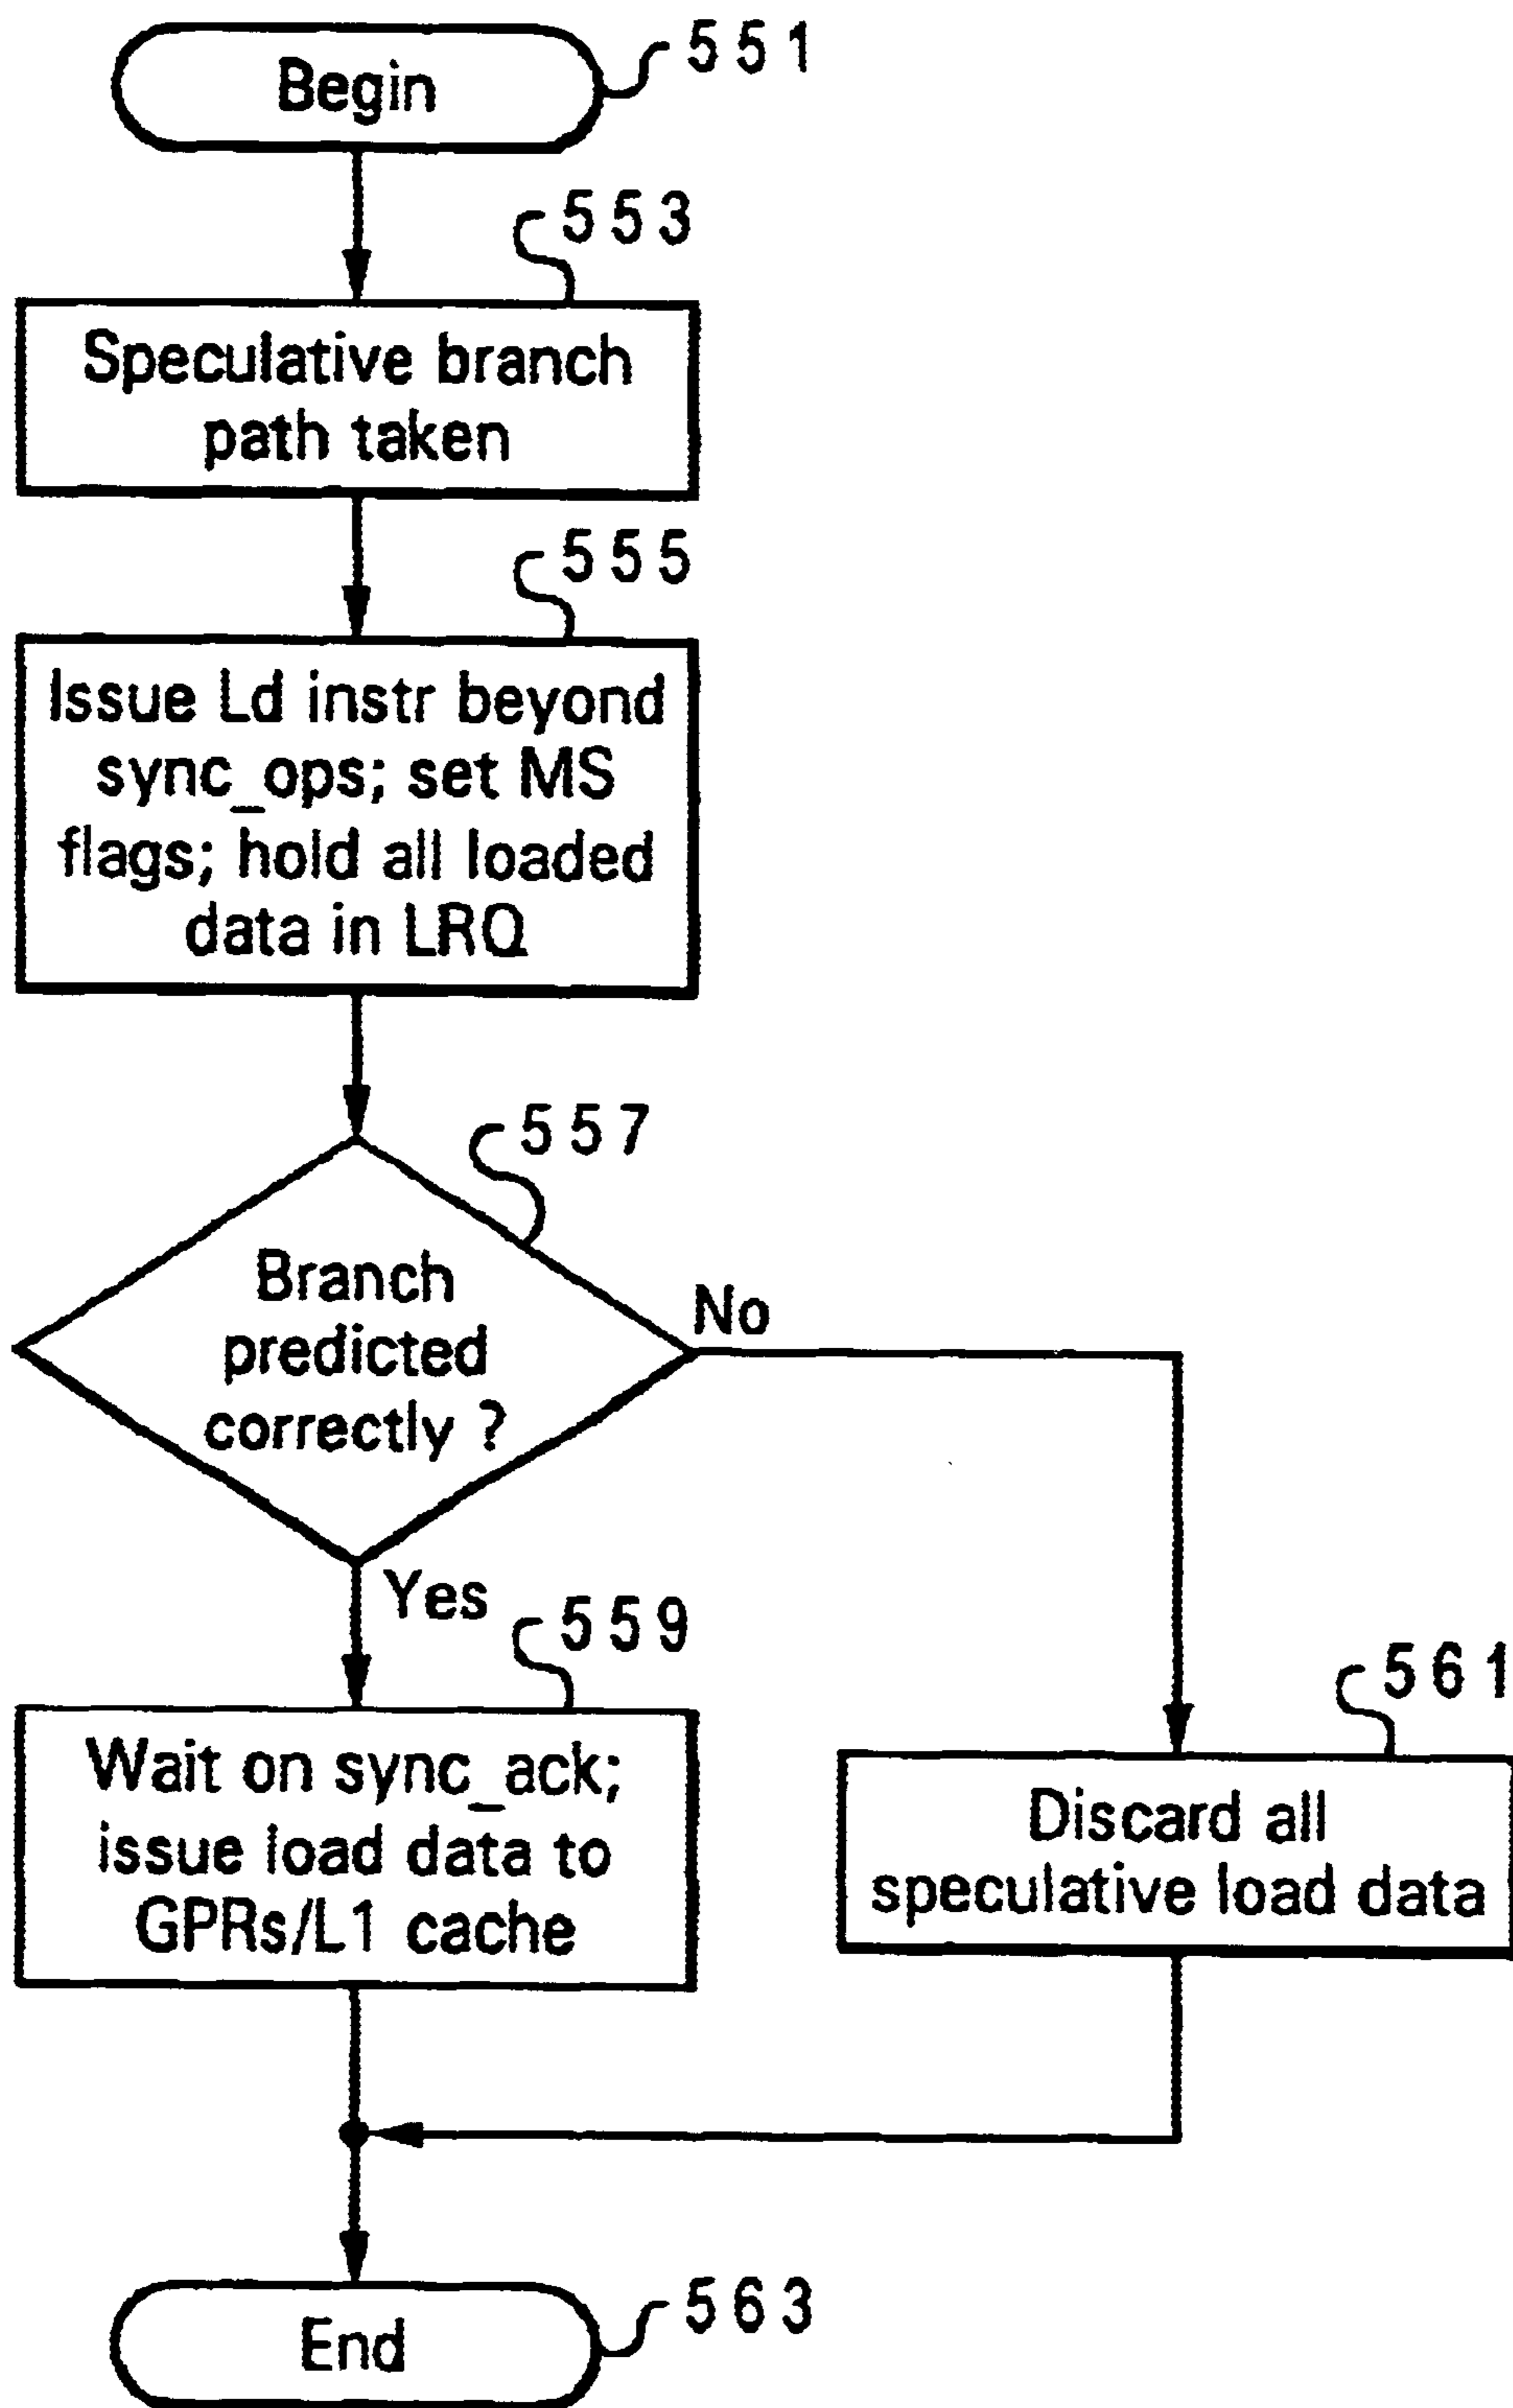 Begin
551
553
Speculative branch
path taken
555
Issue Ld instr beyond
sync_ops; set MS
flags; hold all loaded
data in LRQ
557
Branch
predicted
correctly ?
No
Yes
559
Wait on sync_ack;
issue load data to
GPRs/L1 cache
561
Discard all
speculative load data
End
563